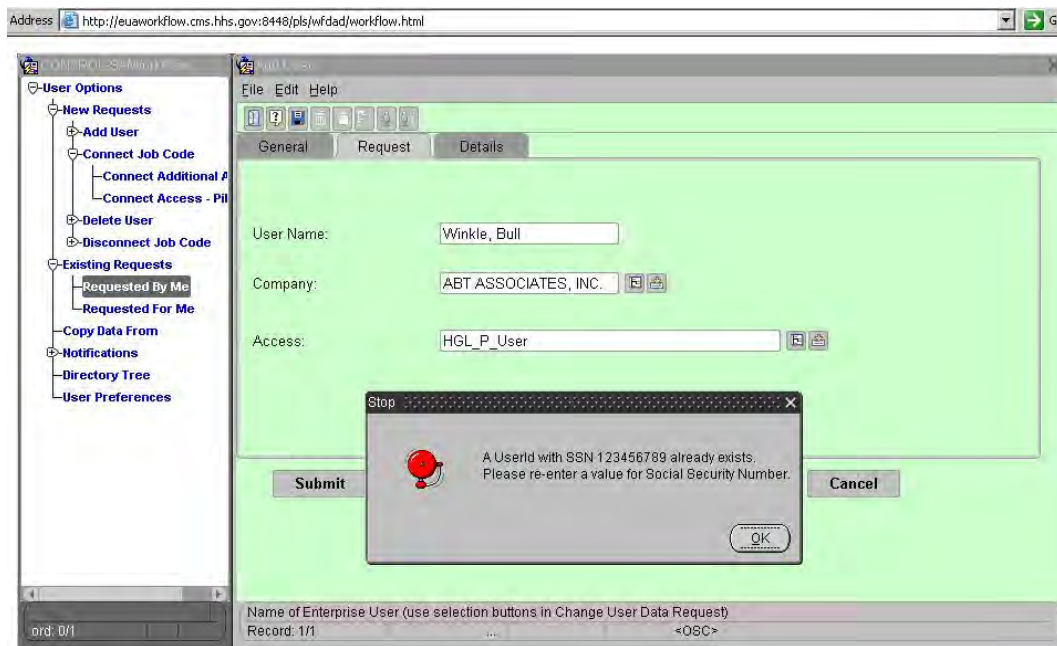 Address http://euaworkflow.cms.hhs.gov:8448/pls/wfdad/workflow.html G
User Options
New Requests
Add User
Connect Job Code
Connect Additional A
Connect Access - Pil
Delete User
Disconnect Job Code
Existing Requests
Requested By Me
Requested For Me
Copy Data From
Notifications
Directory Tree
User Preferences
ord: 0/1
Add User
File Edit Help
General Request Details
User Name: Winkle, Bull
Company: ABT ASSOCIATES, INC.
Access: HGL_P_User
Stop
A UserId with SSN 123456789 already exists.
Please re-enter a value for Social Security Number.
OK
Submit Cancel
Name of Enterprise User (use selection buttons in Change User Data Request)
Record: 1/1 ... <OSC>